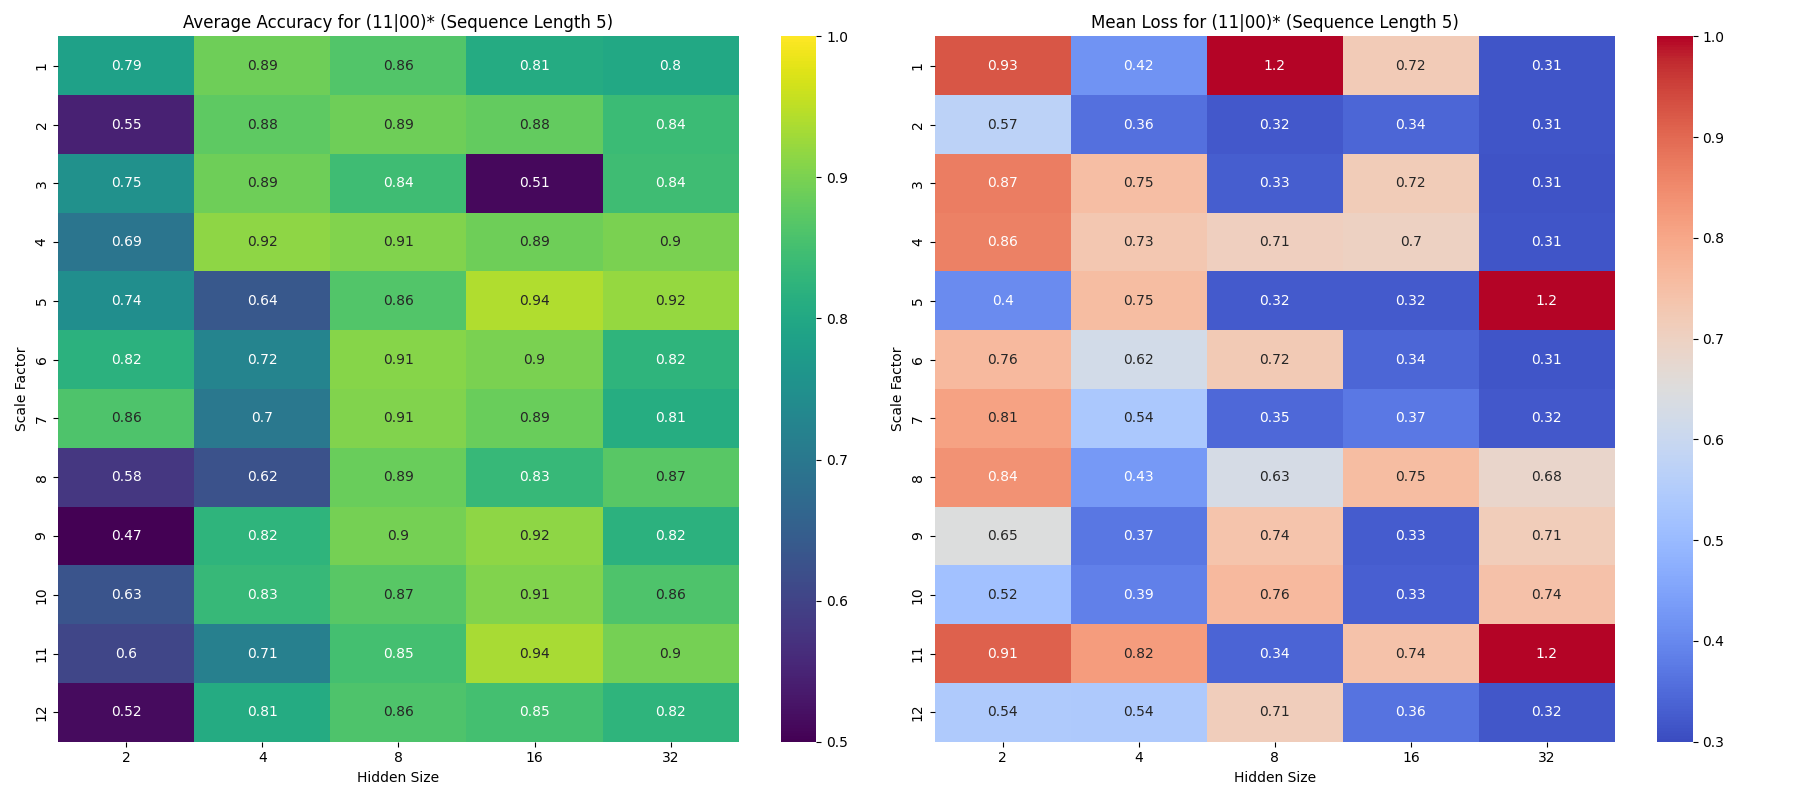 Average Accuracy for (11|00)* (Sequence Length 5)
Scale Factor
1 0.79 0.89 0.86 0.81 0.8
2 0.55 0.88 0.89 0.88 0.84
3 0.75 0.89 0.84 0.51 0.84
4 0.69 0.92 0.91 0.89 0.9
5 0.74 0.64 0.86 0.94 0.92
6 0.82 0.72 0.91 0.9 0.82
7 0.86 0.7 0.91 0.89 0.81
8 0.58 0.62 0.89 0.83 0.87
9 0.47 0.82 0.9 0.92 0.82
10 0.63 0.83 0.87 0.91 0.86
11 0.6 0.71 0.85 0.94 0.9
12 0.52 0.81 0.86 0.85 0.82
2 4 8 16 32
Hidden Size
1.0
0.9
0.8
0.7
0.6
0.5
Mean Loss for (11|00)* (Sequence Length 5)
Scale Factor
1 0.93 0.42 1.2 0.72 0.31
2 0.57 0.36 0.32 0.34 0.31
3 0.87 0.75 0.33 0.72 0.31
4 0.86 0.73 0.71 0.7 0.31
5 0.4 0.75 0.32 0.32 1.2
6 0.76 0.62 0.72 0.34 0.31
7 0.81 0.54 0.35 0.37 0.32
8 0.84 0.43 0.63 0.75 0.68
9 0.65 0.37 0.74 0.33 0.71
10 0.52 0.39 0.76 0.33 0.74
11 0.91 0.82 0.34 0.74 1.2
12 0.54 0.54 0.71 0.36 0.32
2 4 8 16 32
Hidden Size
1.0
0.9
0.8
0.7
0.6
0.5
0.4
0.3